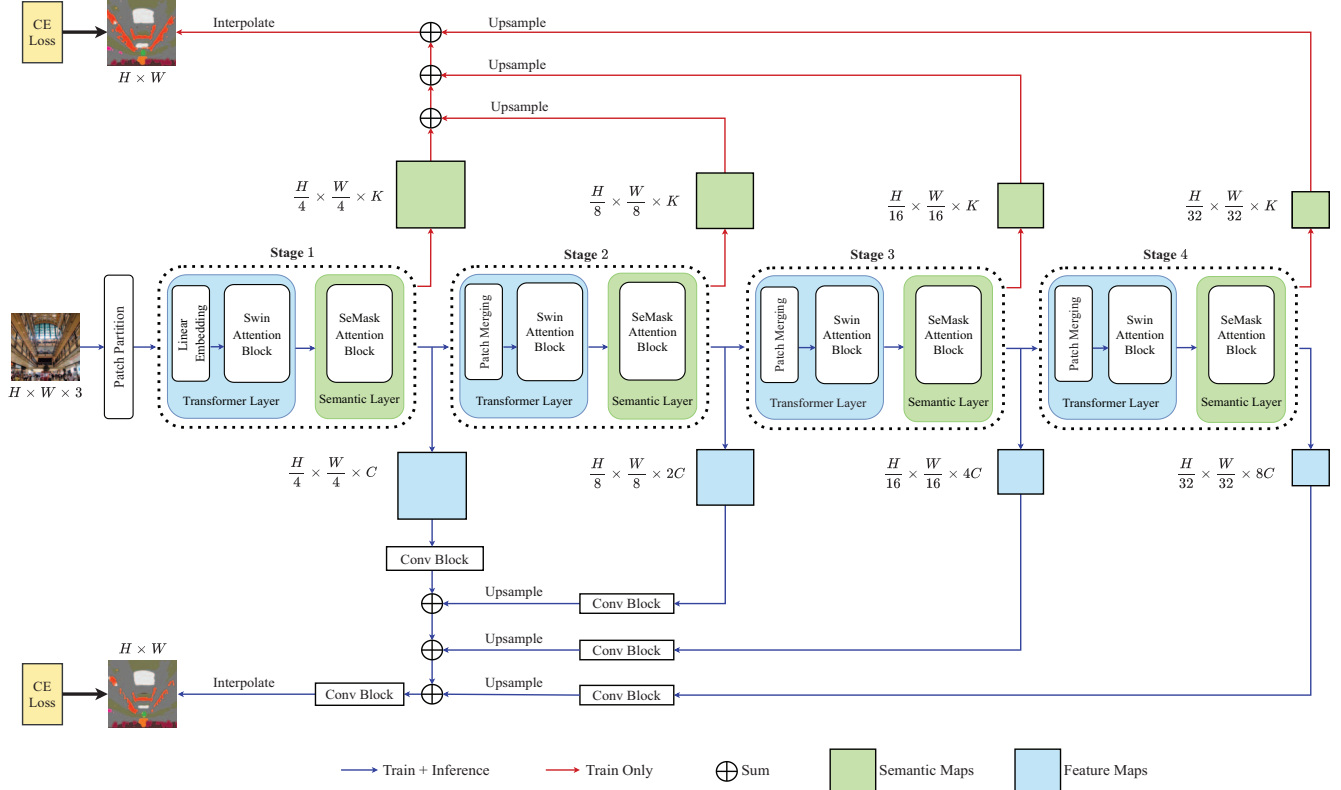 CE
Loss
H × W
Interpolate
Upsample
Upsample
Upsample
H/4 × W/4 × K
H/8 × W/8 × K
H/16 × W/16 × K
H/32 × W/32 × K
Stage 1
Stage 2
Stage 3
Stage 4
H × W × 3
Patch Partition
Linear
Embedding
Swin
Attention
Block
Transformer Layer
SeMask
Attention
Block
Semantic Layer
Patch Merging
Swin
Attention
Block
Transformer Layer
SeMask
Attention
Block
Semantic Layer
Patch Merging
Swin
Attention
Block
Transformer Layer
SeMask
Attention
Block
Semantic Layer
Patch Merging
Swin
Attention
Block
Transformer Layer
SeMask
Attention
Block
Semantic Layer
H/4 × W/4 × C
H/8 × W/8 × 2C
H/16 × W/16 × 4C
H/32 × W/32 × 8C
Conv Block
Upsample
Conv Block
Upsample
Conv Block
H × W
CE
Loss
Interpolate
Conv Block
Upsample
Conv Block
Train + Inference
Train Only
Sum
Semantic Maps
Feature Maps